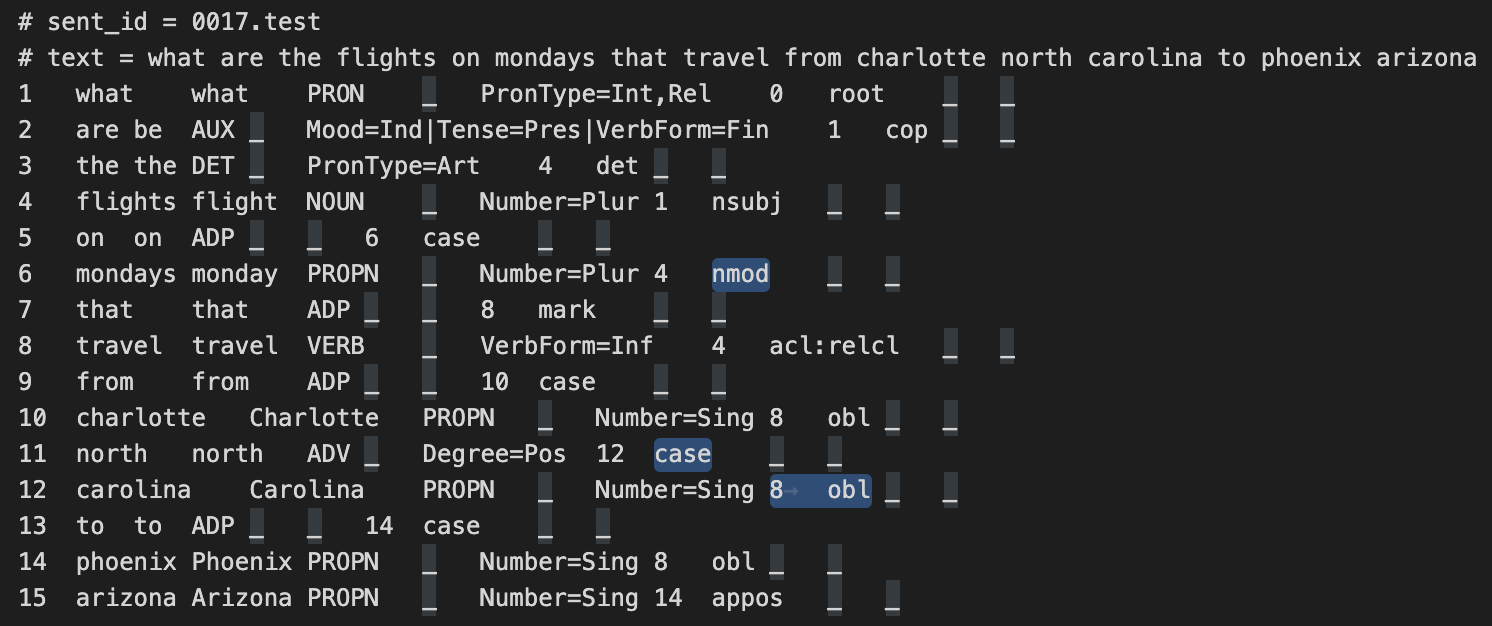 # sent_id = 0017.test
# text = what are the flights on mondays that travel from charlotte north carolina to phoenix arizona
1 what what PRON _ PronType=Int,Rel 0 root _ _
2 are be AUX _ Mood=Ind|Tense=Pres|VerbForm=Fin 1 cop _ _
3 the the DET _ PronType=Art 4 det _ _
4 flights flight NOUN _ Number=Plur 1 nsubj _ _
5 on on ADP _ _ 6 case _ _
6 mondays monday PROPN _ Number=Plur 4 nmod _ _
7 that that ADP _ _ 8 mark _ _
8 travel travel VERB _ VerbForm=Inf 4 acl:relcl _ _
9 from from ADP _ _ 10 case _ _
10 charlotte Charlotte PROPN _ Number=Sing 8 obl _ _
11 north north ADV _ Degree=Pos 12 case _ _
12 carolina Carolina PROPN _ Number=Sing 8→ obl _ _
13 to to ADP _ _ 14 case _ _
14 phoenix Phoenix PROPN _ Number=Sing 8 obl _ _
15 arizona Arizona PROPN _ Number=Sing 14 appos _ _